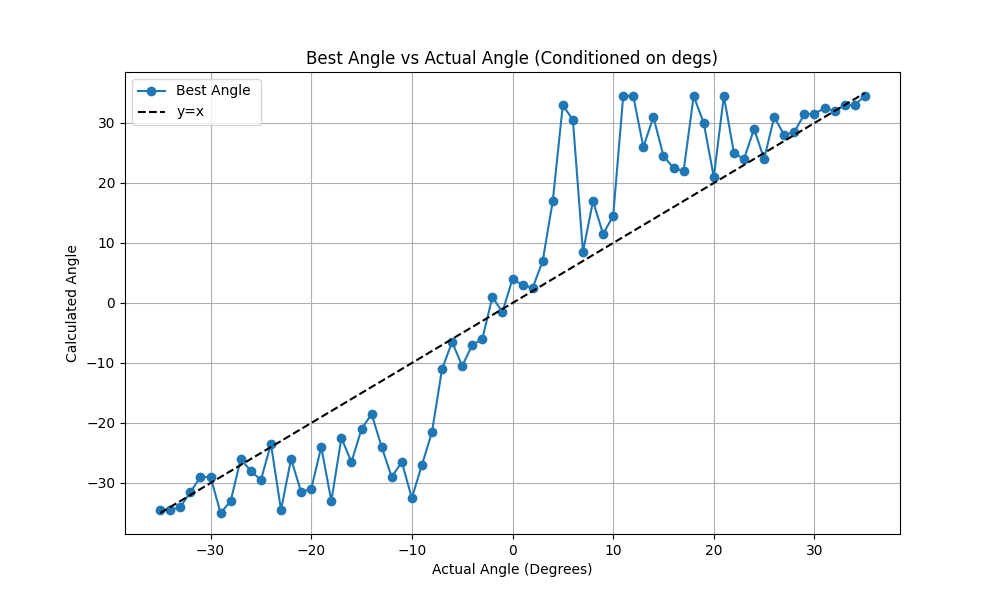 Best Angle vs Actual Angle (Conditioned on degs)
Best Angle
y=x
Calculated Angle
30
20
10
0
−10
−20
−30
−30
−20
−10
0
10
20
30
Actual Angle (Degrees)